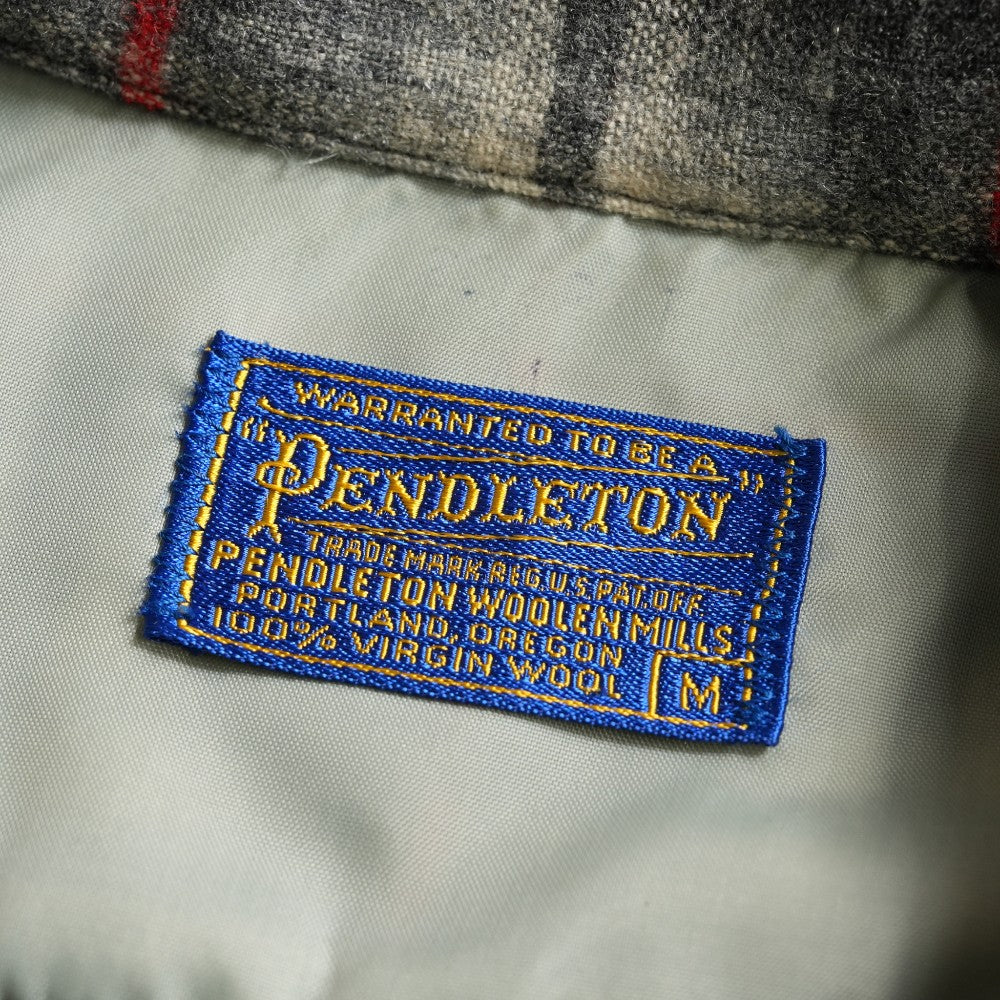 WARRANTED TO BE A
"PENDLETON"
TRADE MARK REG U.S. PAT. OFF.
PENDLETON WOOLEN MILLS
PORTLAND, OREGON
100% VIRGIN WOOL
M